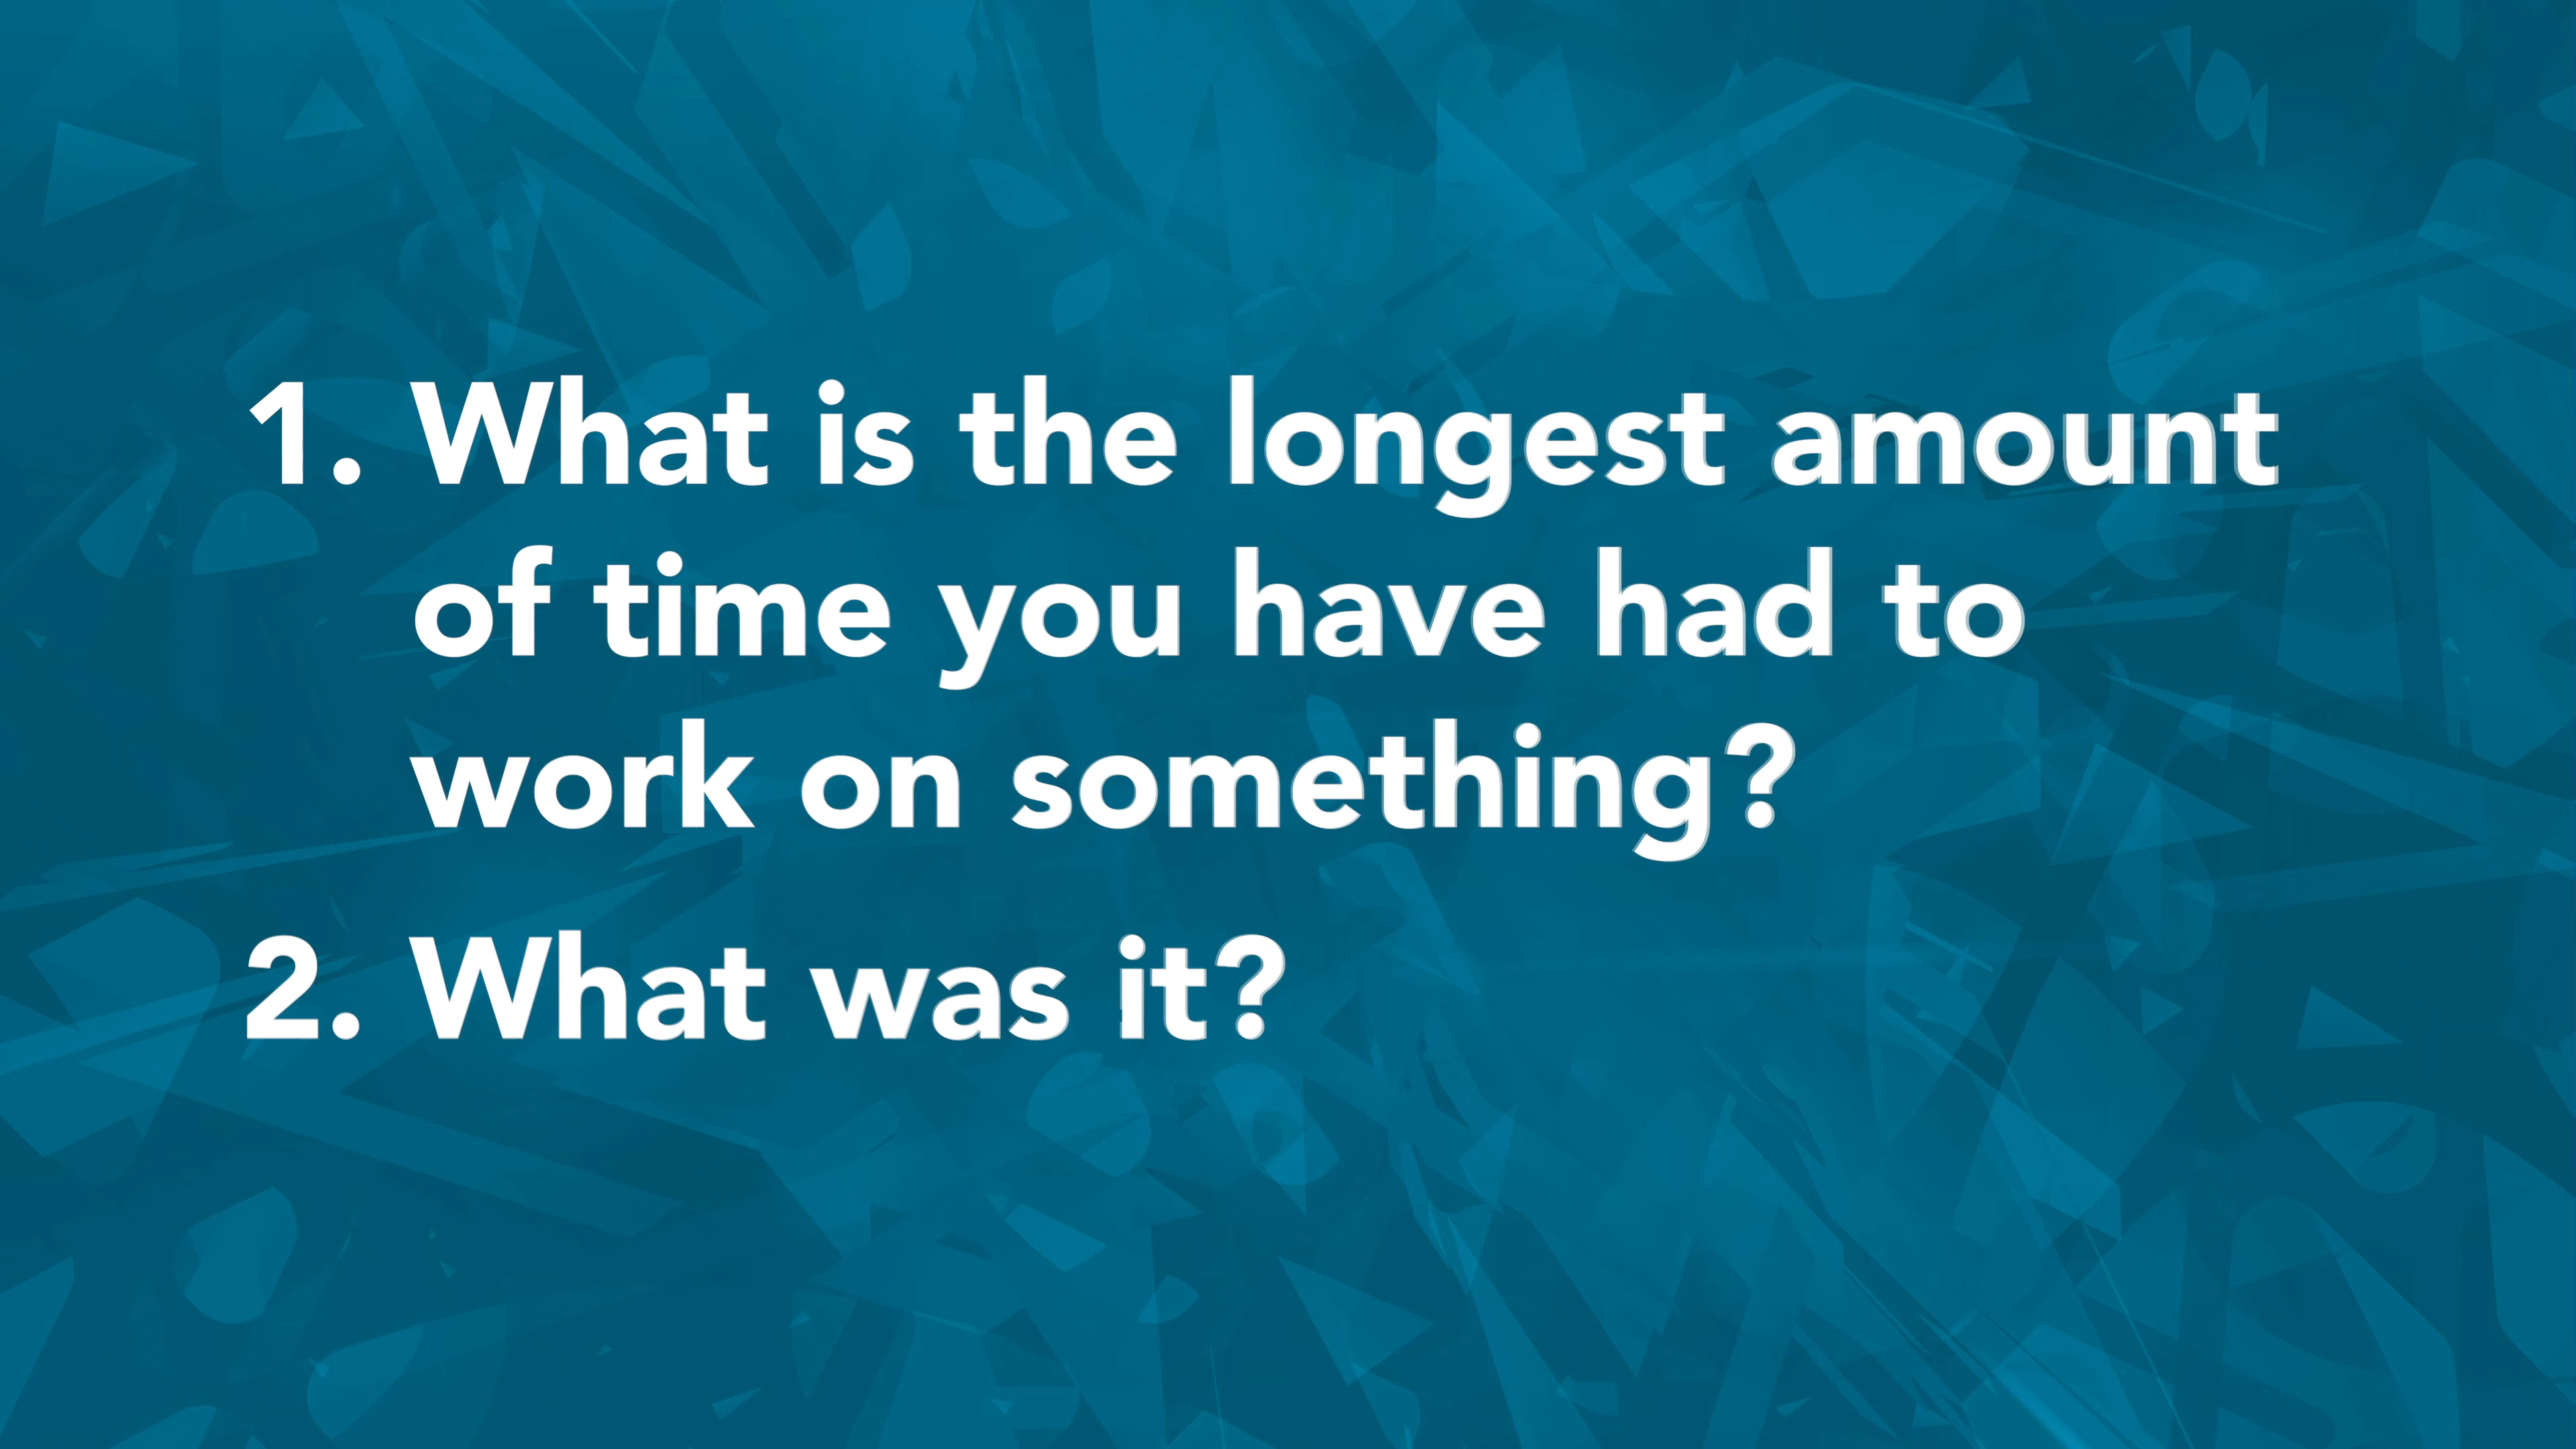 1. What is the longest amount
of time you have had to
work on something?
2. What was it?